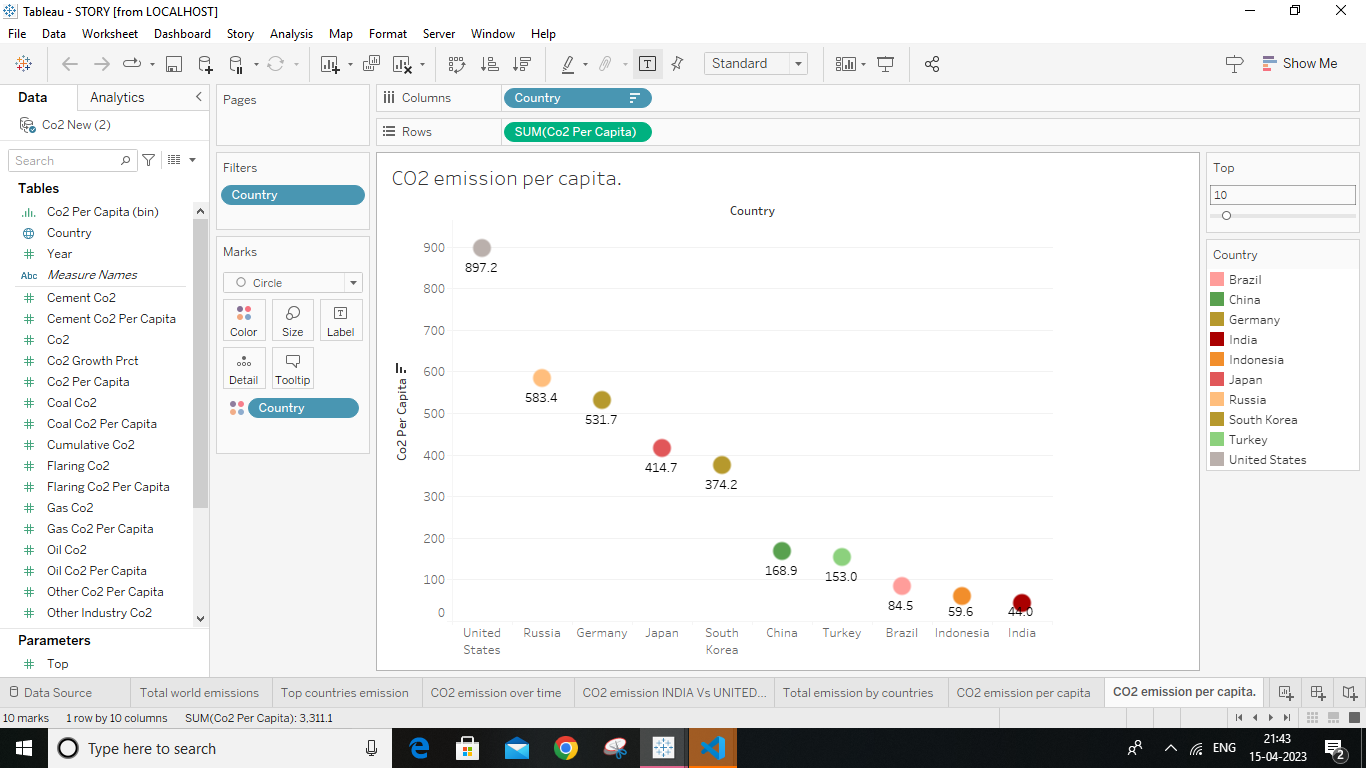 Tableau - STORY [from LOCALHOST]
File Data Worksheet Dashboard Story Analysis Map Format Server Window Help
Standard
Show Me
Data Analytics
Co2 New (2)
Search
Tables
Co2 Per Capita (bin)
Country
Year
Abc Measure Names
Cement Co2
Cement Co2 Per Capita
Co2
Co2 Growth Prct
Co2 Per Capita
Coal Co2
Coal Co2 Per Capita
Cumulative Co2
Flaring Co2
Flaring Co2 Per Capita
Gas Co2
Gas Co2 Per Capita
Oil Co2
Oil Co2 Per Capita
Other Co2 Per Capita
Other Industry Co2
Parameters
Top
Pages
Filters
Country
Marks
Circle
Color Size Label
Detail Tooltip
Country
Columns Country
Rows SUM(Co2 Per Capita)
CO2 emission per capita.
Country
Co2 Per Capita
900
800
700
600
500
400
300
200
100
0
897.2
583.4
531.7
414.7
374.2
168.9
153.0
84.5
59.6
44.0
United States
Russia
Germany
Japan
South Korea
China
Turkey
Brazil
Indonesia
India
Top
10
Country
Brazil
China
Germany
India
Indonesia
Japan
Russia
South Korea
Turkey
United States
Data Source Total world emissions Top countries emission CO2 emission over time CO2 emission INDIA Vs UNITED... Total emission by countries CO2 emission per capita CO2 emission per capita.
10 marks 1 row by 10 columns SUM(Co2 Per Capita): 3,311.1
Type here to search
ENG
21:43
15-04-2023
2